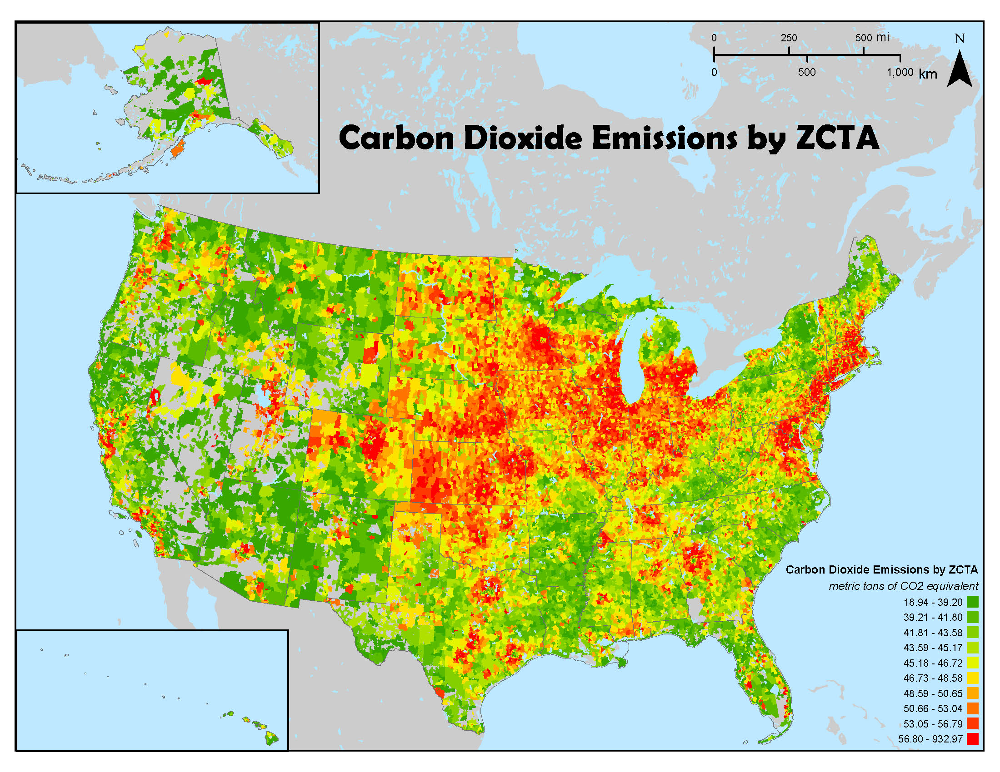 0 250 500 mi
N
0 500 1,000 km
Carbon Dioxide Emissions by ZCTA
Carbon Dioxide Emissions by ZCTA
metric tons of CO2 equivalent
18.94 - 39.20
39.21 - 41.80
41.81 - 43.58
43.59 - 45.17
45.18 - 46.72
46.73 - 48.58
48.59 - 50.65
50.66 - 53.04
53.05 - 56.79
56.80 - 932.97